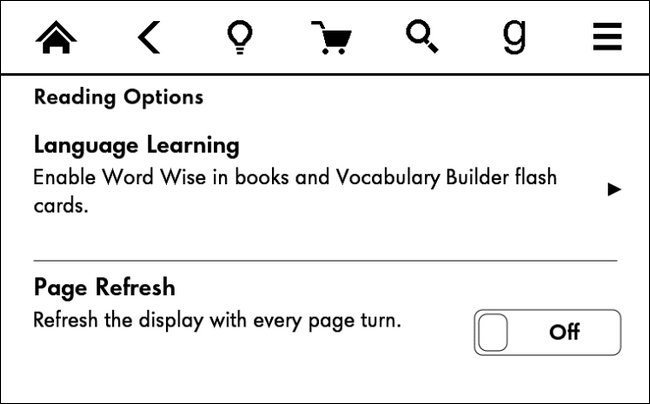 g
Reading Options
Language Learning
Enable Word Wise in books and Vocabulary Builder flash
cards.
Page Refresh
Refresh the display with every page turn.
Off